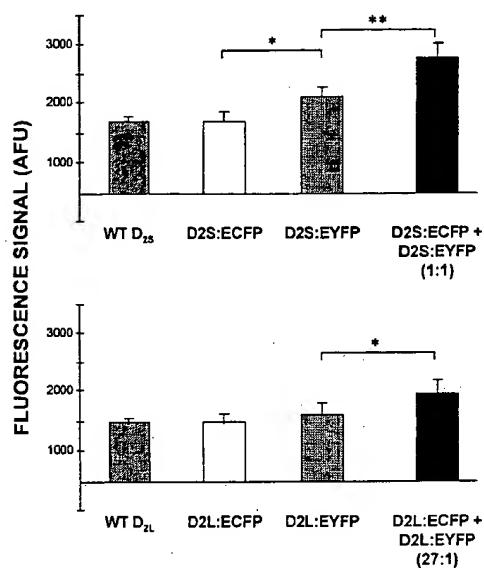 FLUORESCENCE SIGNAL (AFU)
3000
2000
1000
*
**
WT D₂S
D2S:ECFP
D2S:EYFP
D2S:ECFP +
D2S:EYFP
(1:1)
3000
2000
1000
*
WT D₂L
D2L:ECFP
D2L:EYFP
D2L:ECFP +
D2L:EYFP
(27:1)